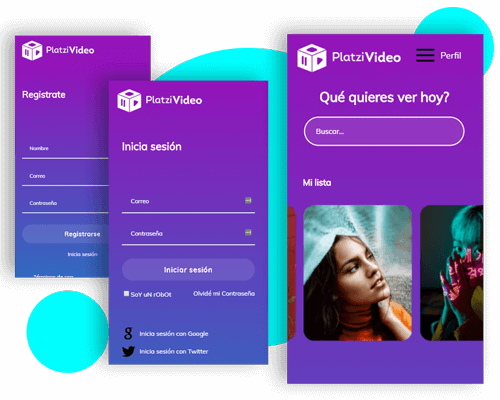 PlatziVideo
Registrate
Nombre
Correo
Contraseña
Registrarse
Inicia sesión
PlatziVideo
Inicia sesión
Correo
Contraseña
Iniciar sesión
SoY uN rObOt
Olvidé mi Contraseña
Inicia sesión con Google
Inicia sesión con Twitter
PlatziVideo
Perfil
Qué quieres ver hoy?
Buscar...
Mi lista